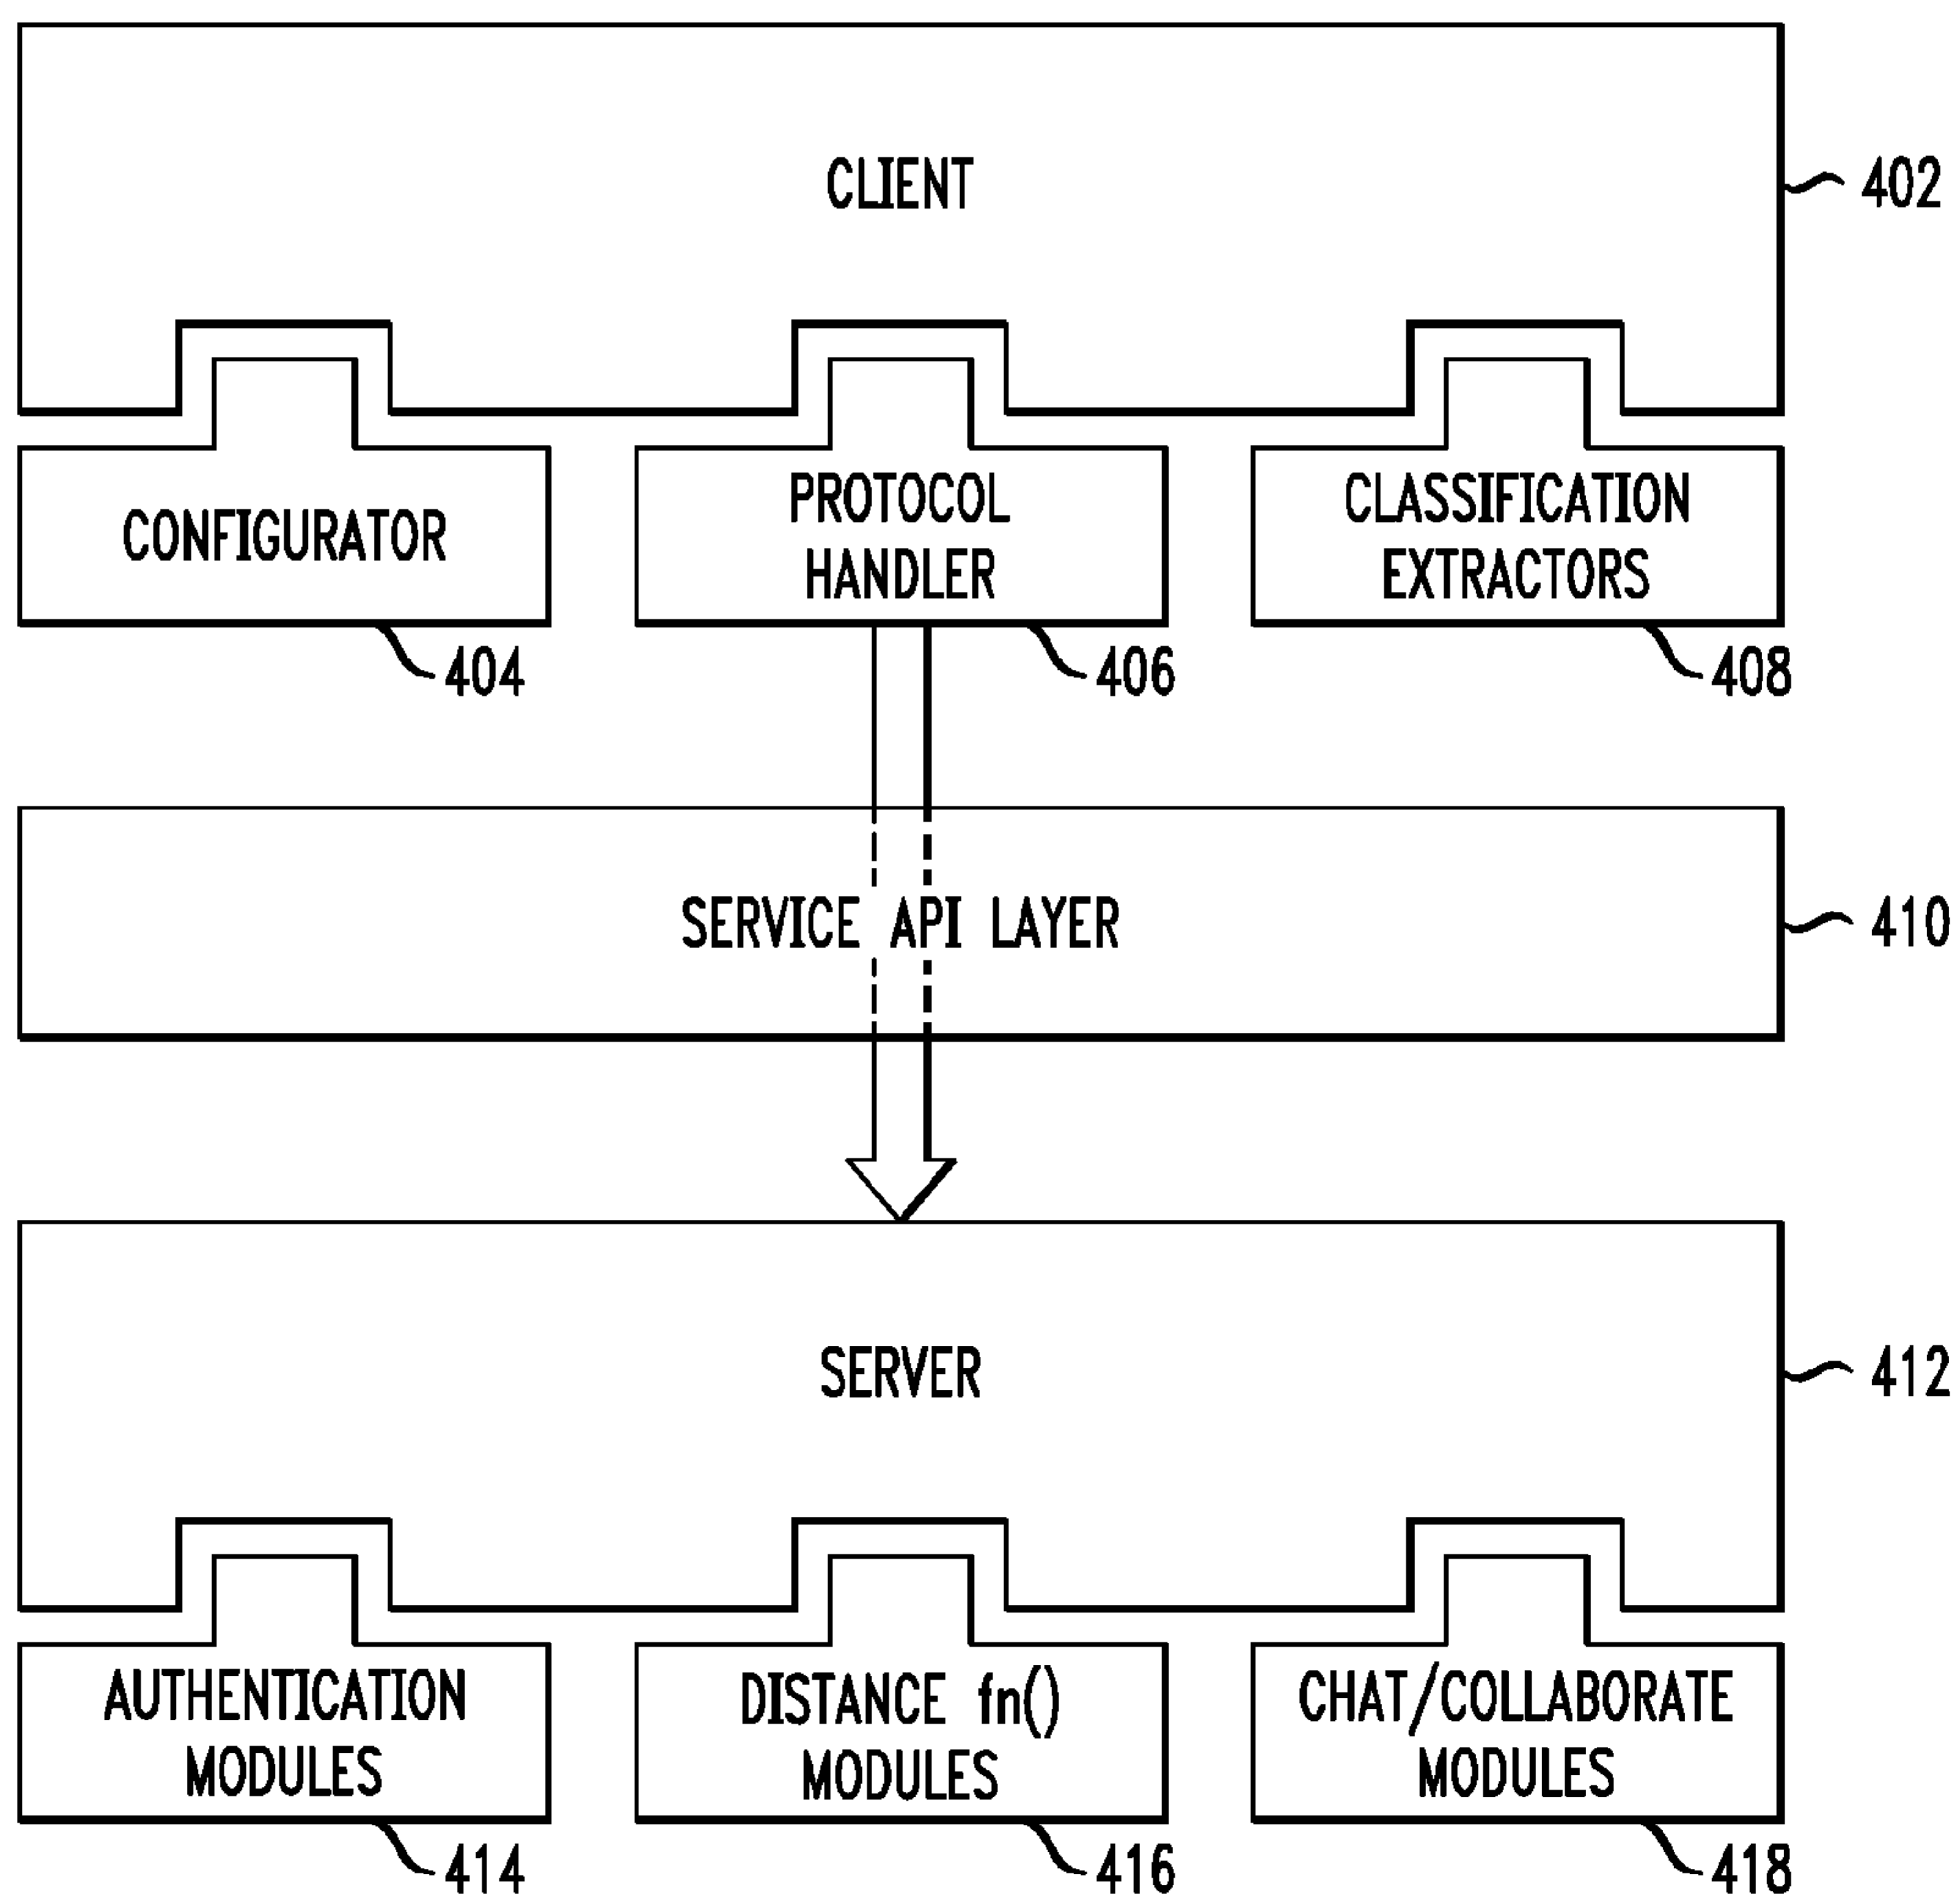 CLIENT
402
CONFIGURATOR
PROTOCOL
HANDLER
CLASSIFICATION
EXTRACTORS
404
406
408
SERVICE API LAYER
410
SERVER
412
AUTHENTICATION
MODULES
DISTANCE fn()
MODULES
CHAT/COLLABORATE
MODULES
414
416
418